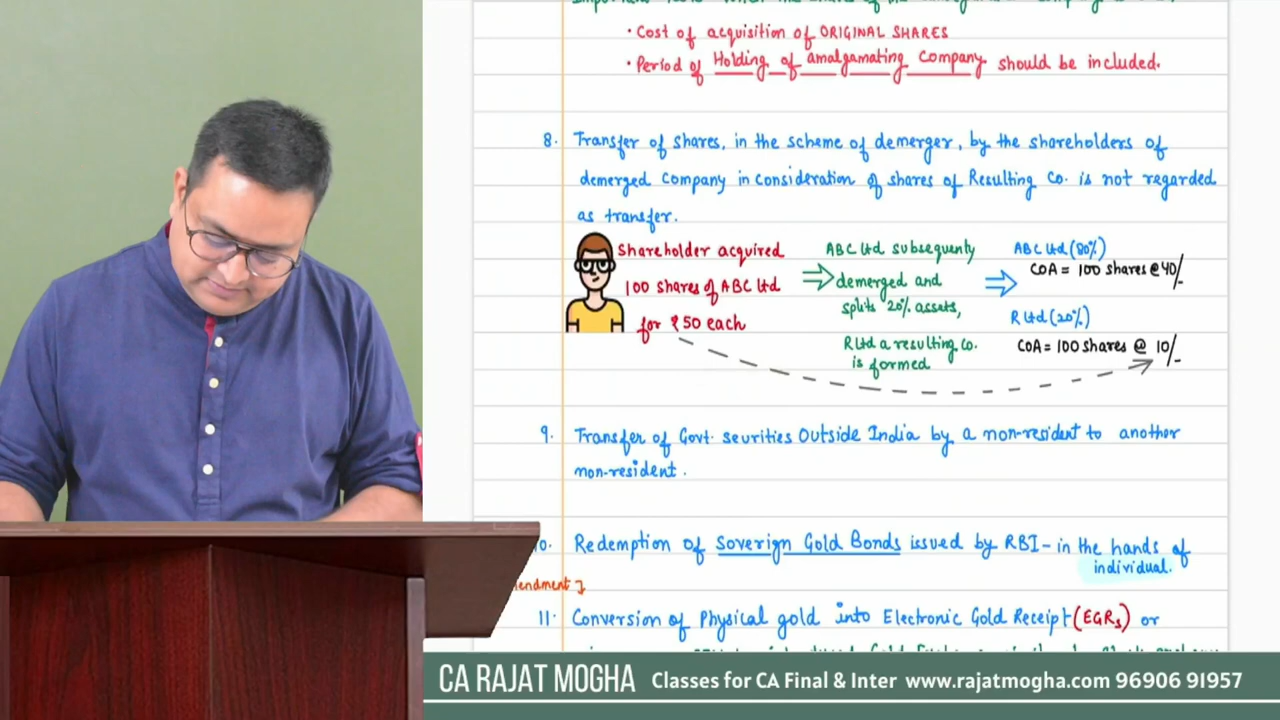 • Cost of acquisition of ORIGINAL SHARES
• Period of Holding of amalgamating Company should be included.
8. Transfer of shares, in the scheme of demerger, by the shareholders of
demerged Company in consideration of shares of Resulting Co. is not regarded
as transfer.
Shareholder acquired
100 shares of ABC Ltd
for ₹50 each
ABC Ltd subsequenty
demerged and
splits 20% assets,
R Ltd a resulting co.
is formed
ABC Ltd (80%)
COA = 100 shares @ 40/-
R Ltd (20%)
COA = 100 shares @ 10/-
9. Transfer of Govt. seurities Outside India by a non-resident to another
non-resident.
10. Redemption of Soverign Gold Bonds issued by RBI - in the hands of
individual.
endment]
11. Conversion of Physical gold into Electronic Gold Receipt (EGRs) or
CA RAJAT MOGHA Classes for CA Final & Inter www.rajatmogha.com 96906 91957